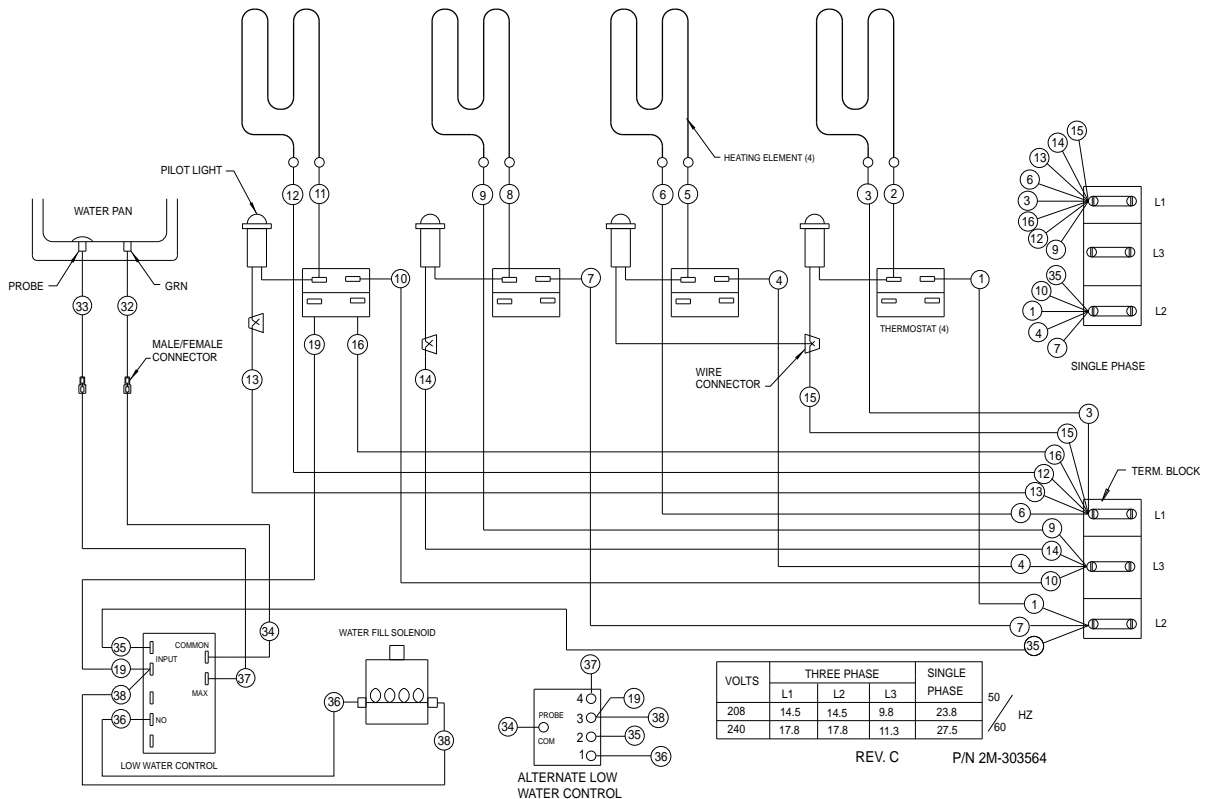 15
14
13
6
3
16
12
9
L1
L3
35
10
1
4
7
L2
SINGLE PHASE
HEATING ELEMENT (4)
PILOT LIGHT
12
11
9
8
6
5
3
2
WATER PAN
PROBE
GRN
33
32
10
7
4
1
THERMOSTAT (4)
19
16
MALE/FEMALE
CONNECTOR
13
14
WIRE
CONNECTOR
15
3
15
16
12
13
6
TERM. BLOCK
L1
9
14
4
10
L3
1
7
35
L2
34
35
COMMON
INPUT
19
38
MAX
37
36
NO
LOW WATER CONTROL
WATER FILL SOLENOID
36
38
37
4
19
PROBE
3
38
34
COM
2
35
1
36
ALTERNATE LOW
WATER CONTROL
VOLTS THREE PHASE SINGLE PHASE
L1 L2 L3
208 14.5 14.5 9.8 23.8
240 17.8 17.8 11.3 27.5
50/60 HZ
REV. C P/N 2M-303564